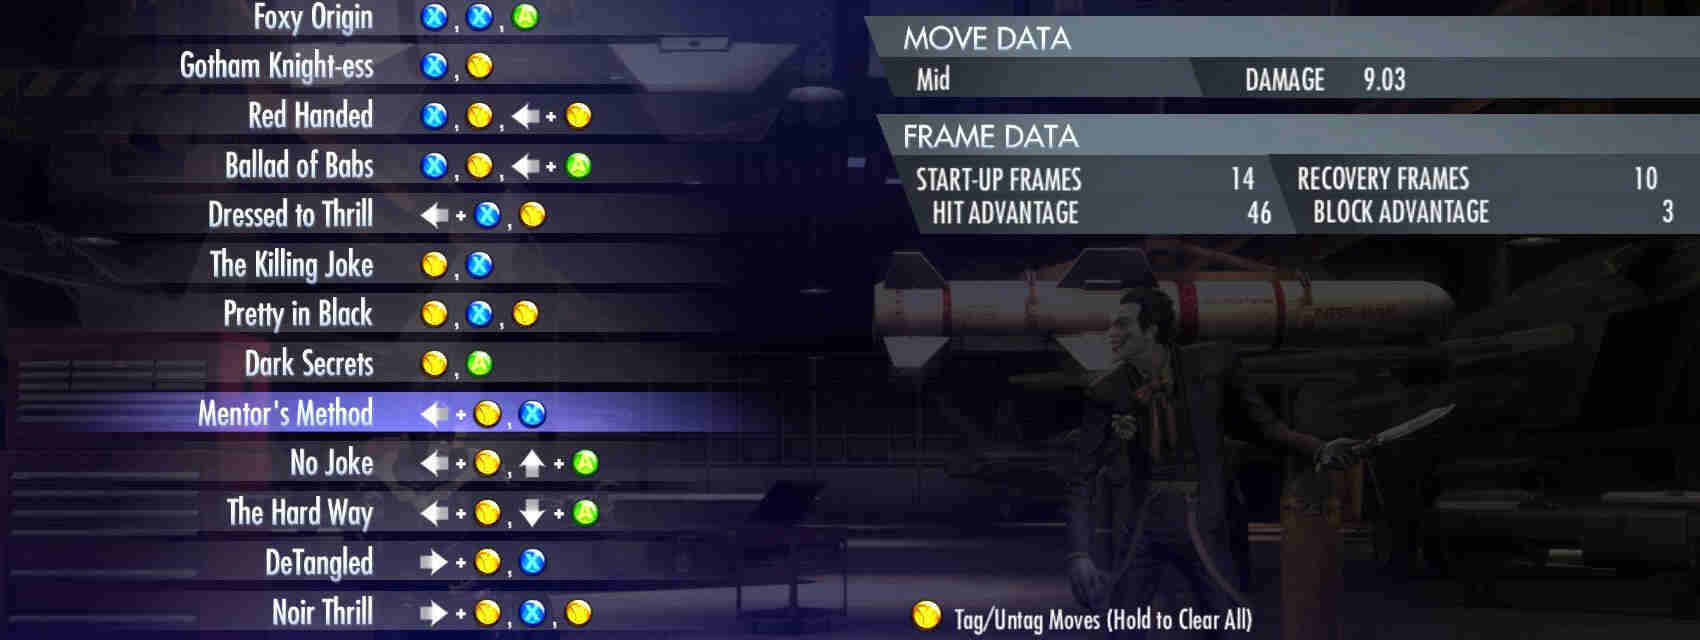 Foxy Origin X , X , A
Gotham Knight-ess X , Y
Red Handed X , Y , + Y
Ballad of Babs X , Y , + A
Dressed to Thrill + X , Y
The Killing Joke Y , X
Pretty in Black Y , X , Y
Dark Secrets Y , A
Mentor's Method + Y , X
No Joke + Y , + A
The Hard Way + Y , + A
DeTangled + Y , X
Noir Thrill + Y , X , Y
MOVE DATA
Mid DAMAGE 9.03
FRAME DATA
START-UP FRAMES 14 RECOVERY FRAMES 10
HIT ADVANTAGE 46 BLOCK ADVANTAGE 3
Y Tag/Untag Moves (Hold to Clear All)